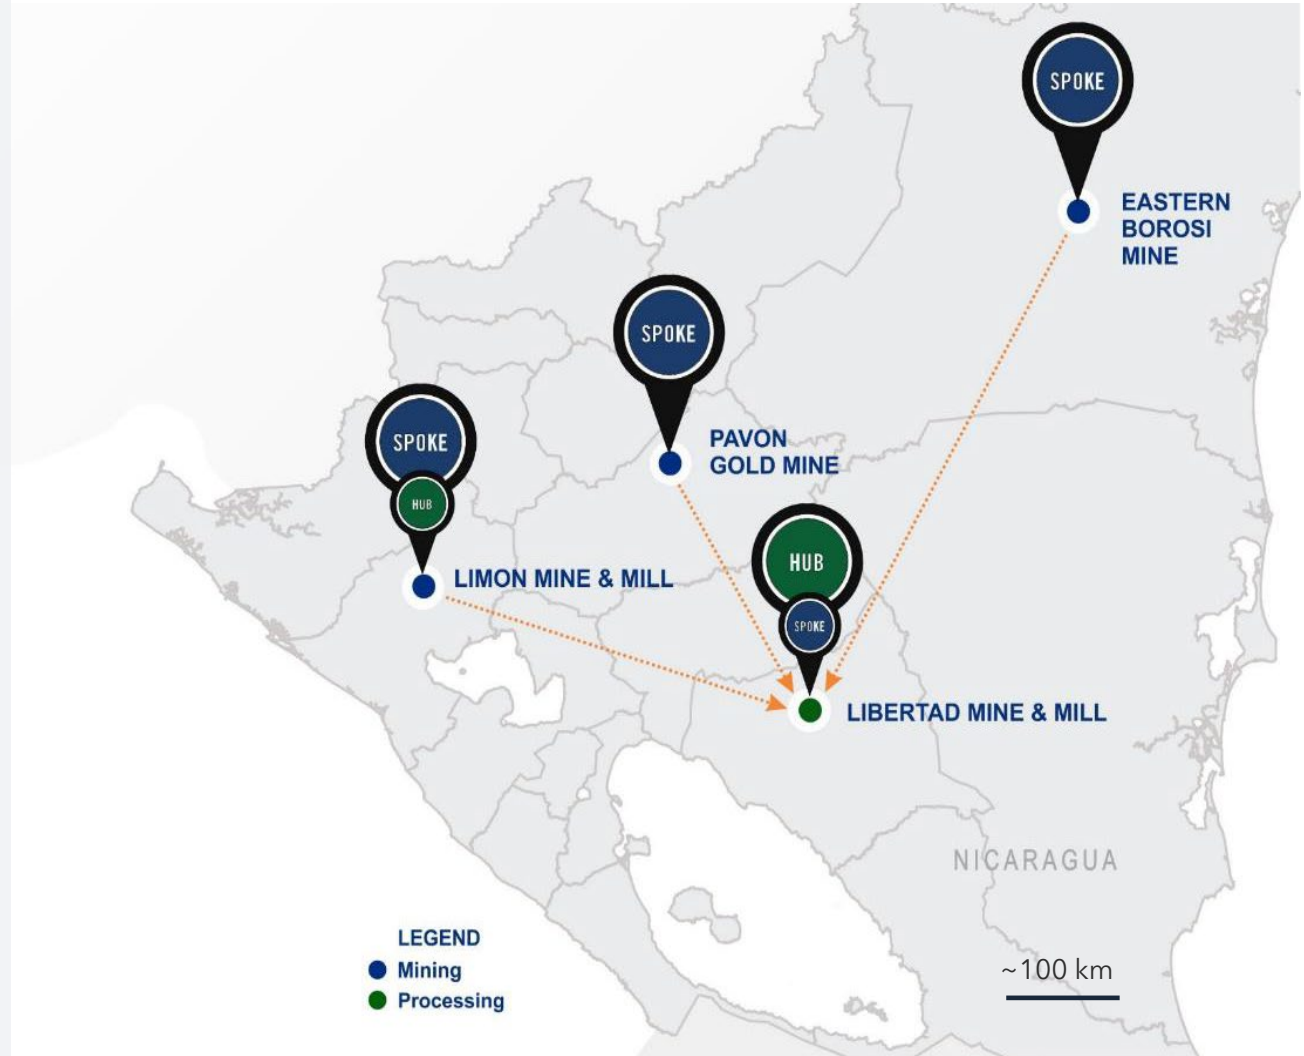 SPOKE
EASTERN
BOROSI
MINE
SPOKE
PAVON
GOLD MINE
SPOKE
HUB
LIMON MINE & MILL
HUB
SPOKE
LIBERTAD MINE & MILL
NICARAGUA
LEGEND
Mining
Processing
~100 km